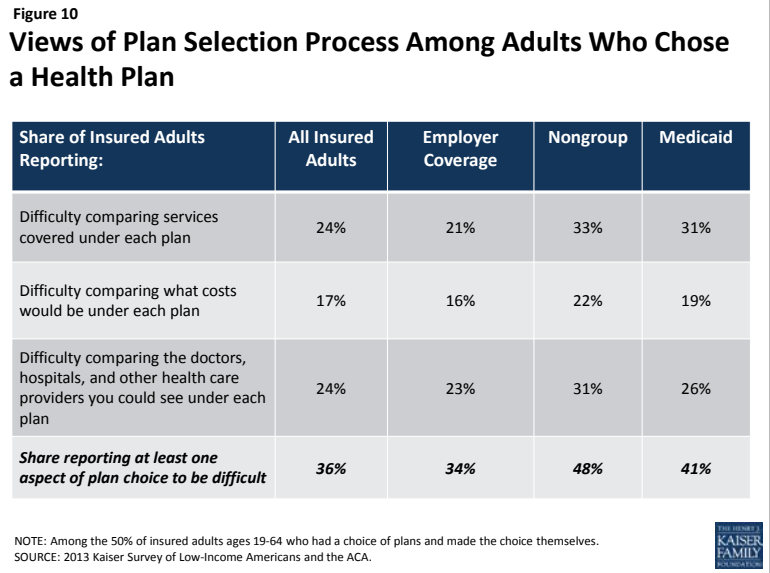 Figure 10
Views of Plan Selection Process Among Adults Who Chose
a Health Plan
Share of Insured Adults
Reporting:
All Insured
Adults
Employer
Coverage
Nongroup
Medicaid
Difficulty comparing services
covered under each plan
24%
21%
33%
31%
Difficulty comparing what costs
would be under each plan
17%
16%
22%
19%
Difficulty comparing the doctors,
hospitals, and other health care
providers you could see under each
plan
24%
23%
31%
26%
Share reporting at least one
aspect of plan choice to be difficult
36%
34%
48%
41%
NOTE: Among the 50% of insured adults ages 19-64 who had a choice of plans and made the choice themselves.
SOURCE: 2013 Kaiser Survey of Low-Income Americans and the ACA.
THE HENRY J.
KAISER
FAMILY
FOUNDATION